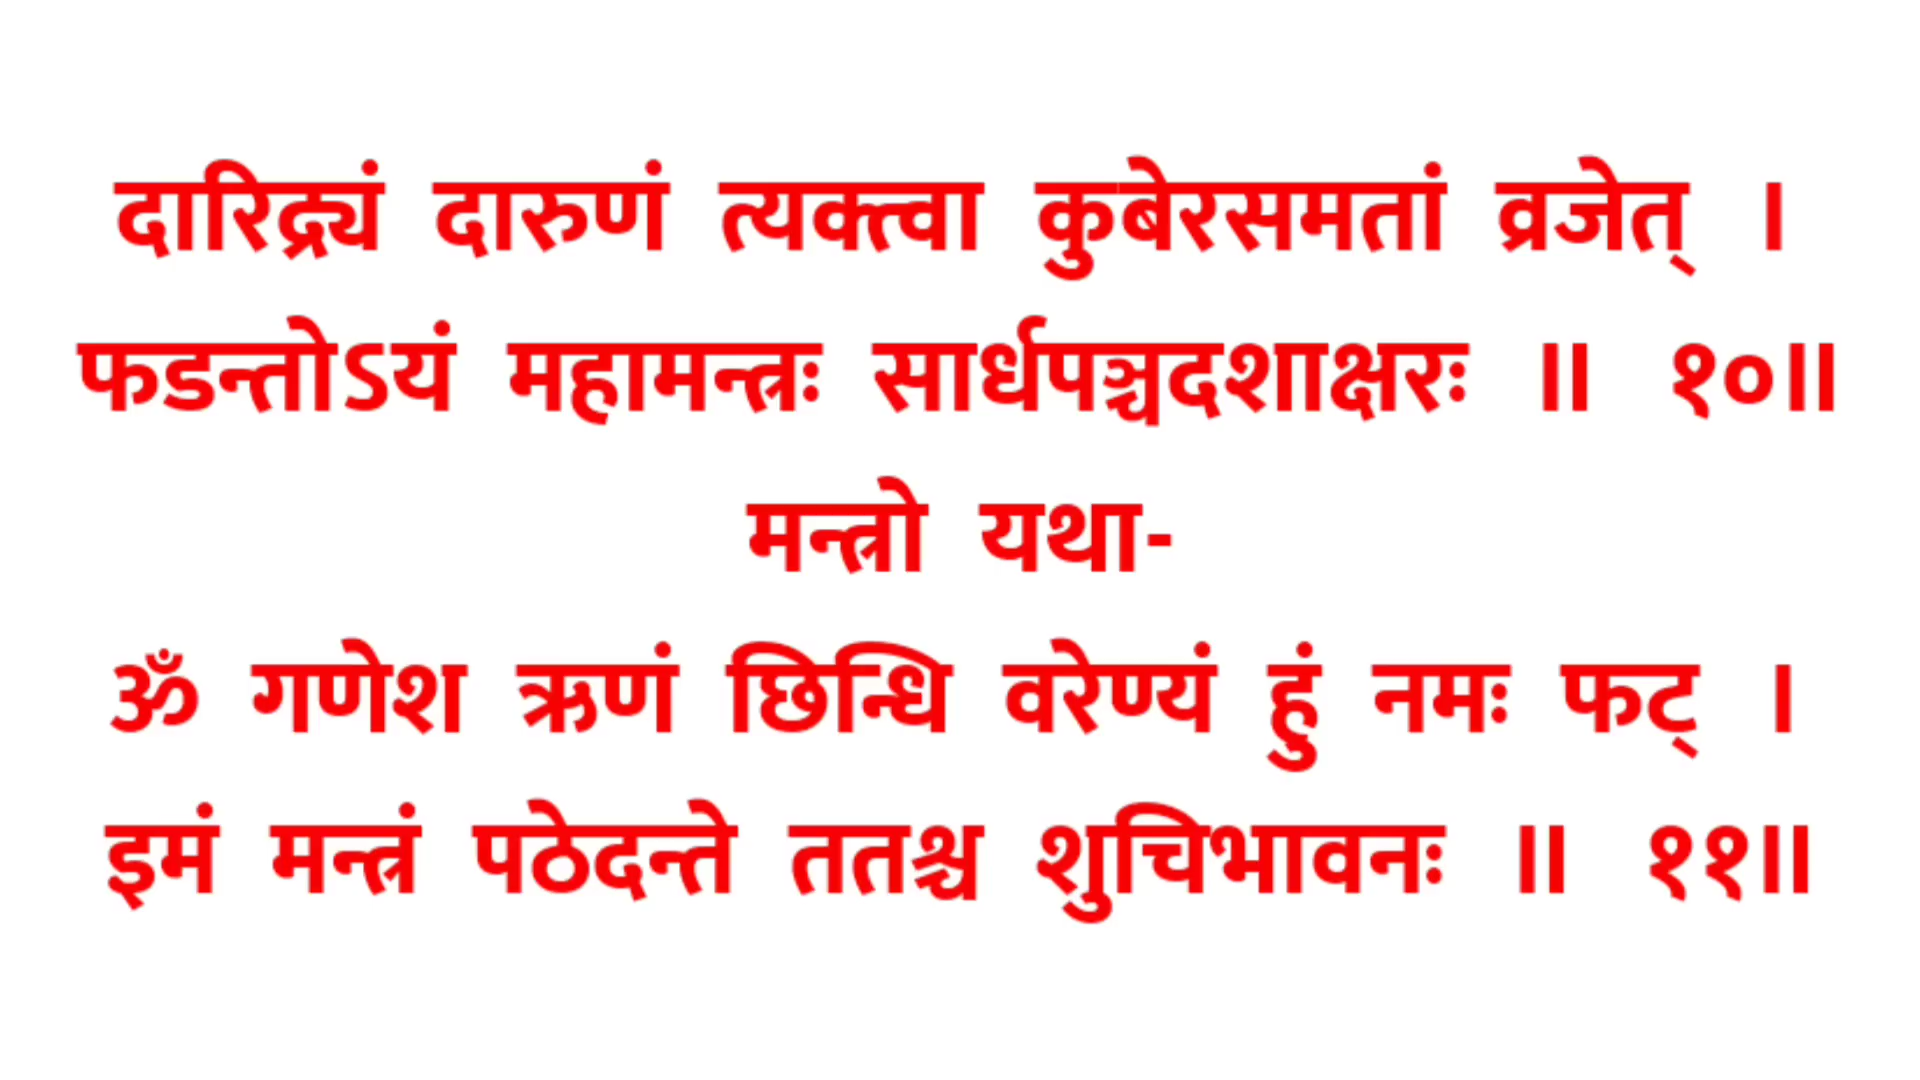 दारिद्र्यं दारुणं त्यक्त्वा कुबेरसमतां व्रजेत् ।
फडन्तोऽयं महामन्त्रः सार्धपञ्चदशाक्षरः ॥ १०॥
मन्त्रो यथा-
ॐ गणेश ऋणं छिन्धि वरेण्यं हुं नमः फट् ।
इमं मन्त्रं पठेदन्ते ततश्च शुचिभावनः ॥ ११॥